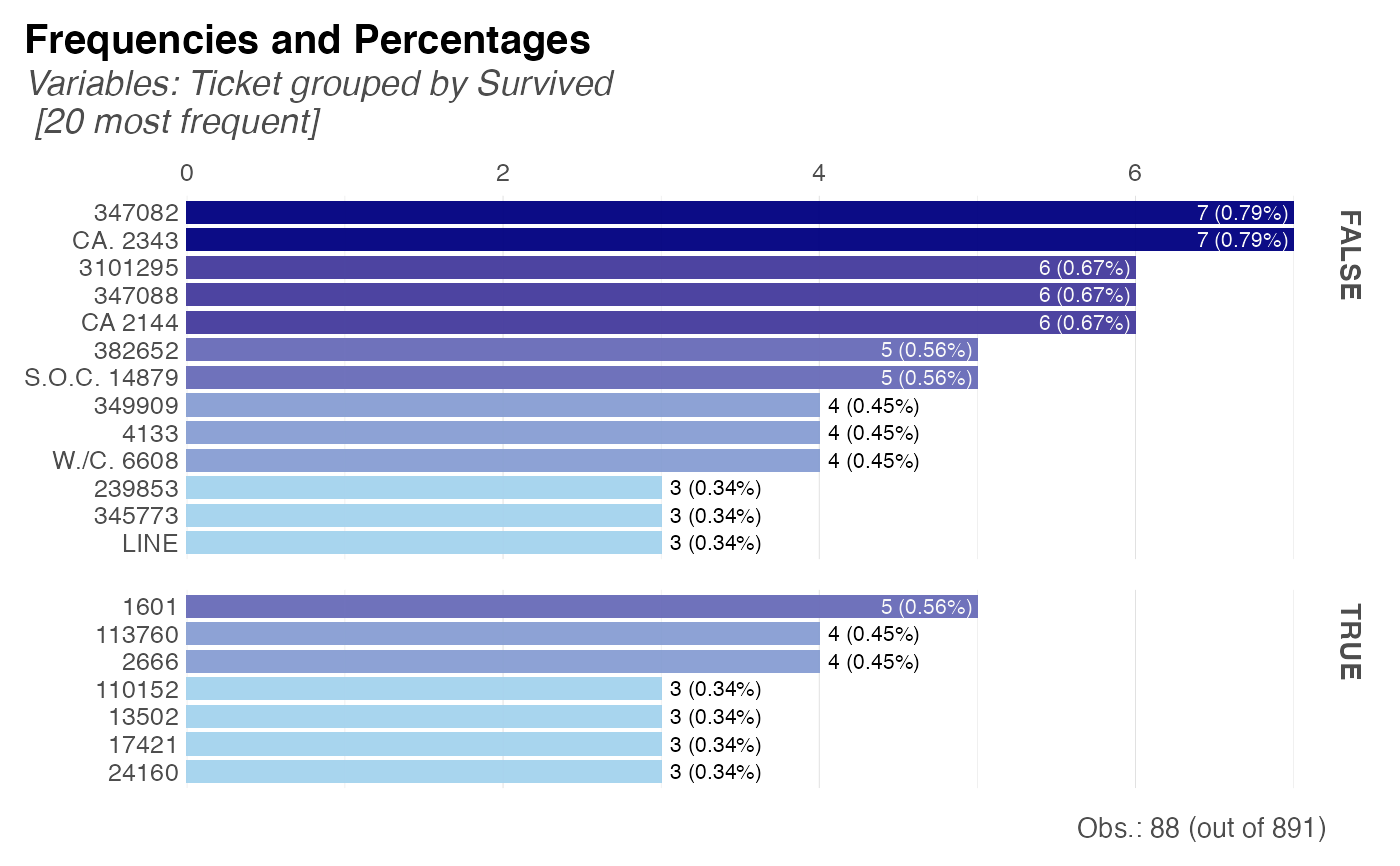 Frequencies and Percentages
Variables: Ticket grouped by Survived
[20 most frequent]
0 2 4 6
347082 7 (0.79%)
CA. 2343 7 (0.79%)
3101295 6 (0.67%)
347088 6 (0.67%)
CA 2144 6 (0.67%)
382652 5 (0.56%)
S.O.C. 14879 5 (0.56%)
349909 4 (0.45%)
4133 4 (0.45%)
W./C. 6608 4 (0.45%)
239853 3 (0.34%)
345773 3 (0.34%)
LINE 3 (0.34%)
FALSE
1601 5 (0.56%)
113760 4 (0.45%)
2666 4 (0.45%)
110152 3 (0.34%)
13502 3 (0.34%)
17421 3 (0.34%)
24160 3 (0.34%)
TRUE
Obs.: 88 (out of 891)